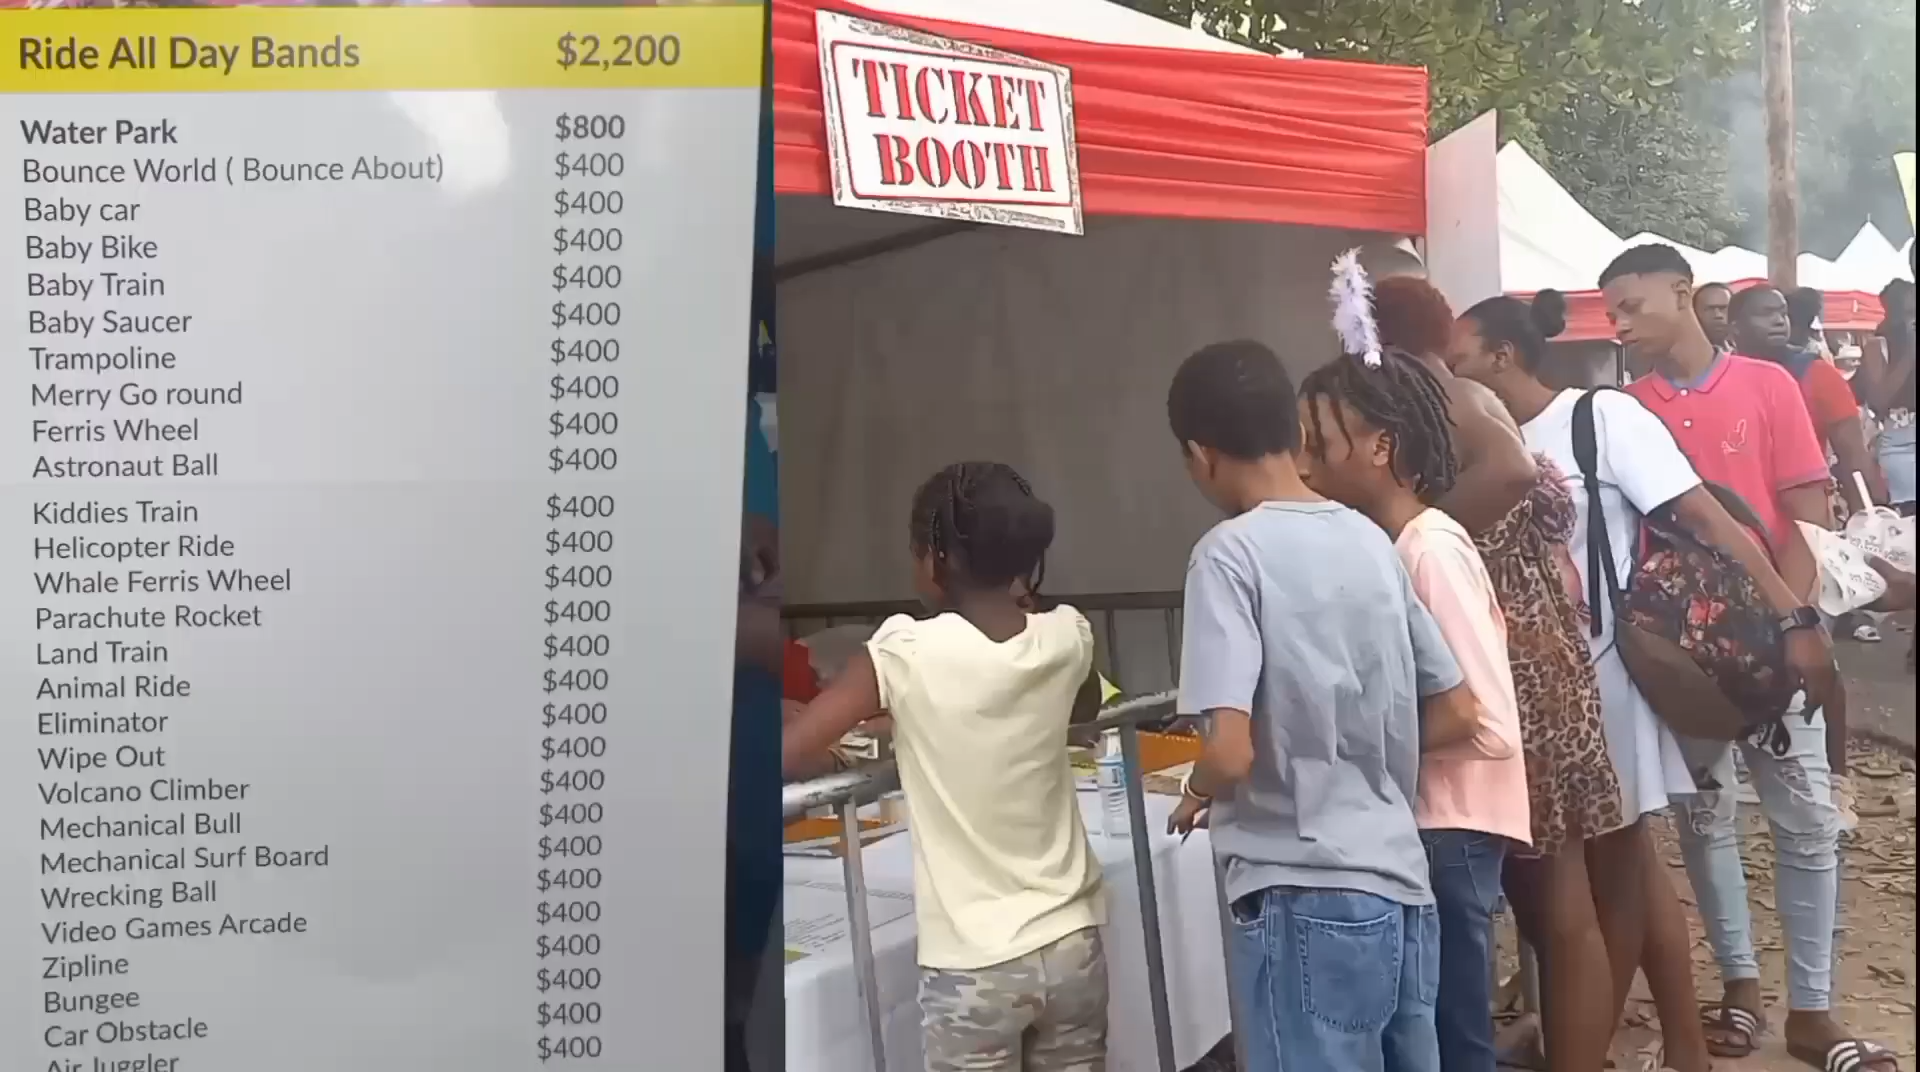 Ride All Day Bands $2,200
Water Park $800
Bounce World ( Bounce About) $400
Baby car $400
Baby Bike $400
Baby Train $400
Baby Saucer $400
Trampoline $400
Merry Go round $400
Ferris Wheel $400
Astronaut Ball $400
Kiddies Train $400
Helicopter Ride $400
Whale Ferris Wheel $400
Parachute Rocket $400
Land Train $400
Animal Ride $400
Eliminator $400
Wipe Out $400
Volcano Climber $400
Mechanical Bull $400
Mechanical Surf Board $400
Wrecking Ball $400
Video Games Arcade $400
Zipline $400
Bungee $400
Car Obstacle $400
Air Juggler $400
TICKET
BOOTH